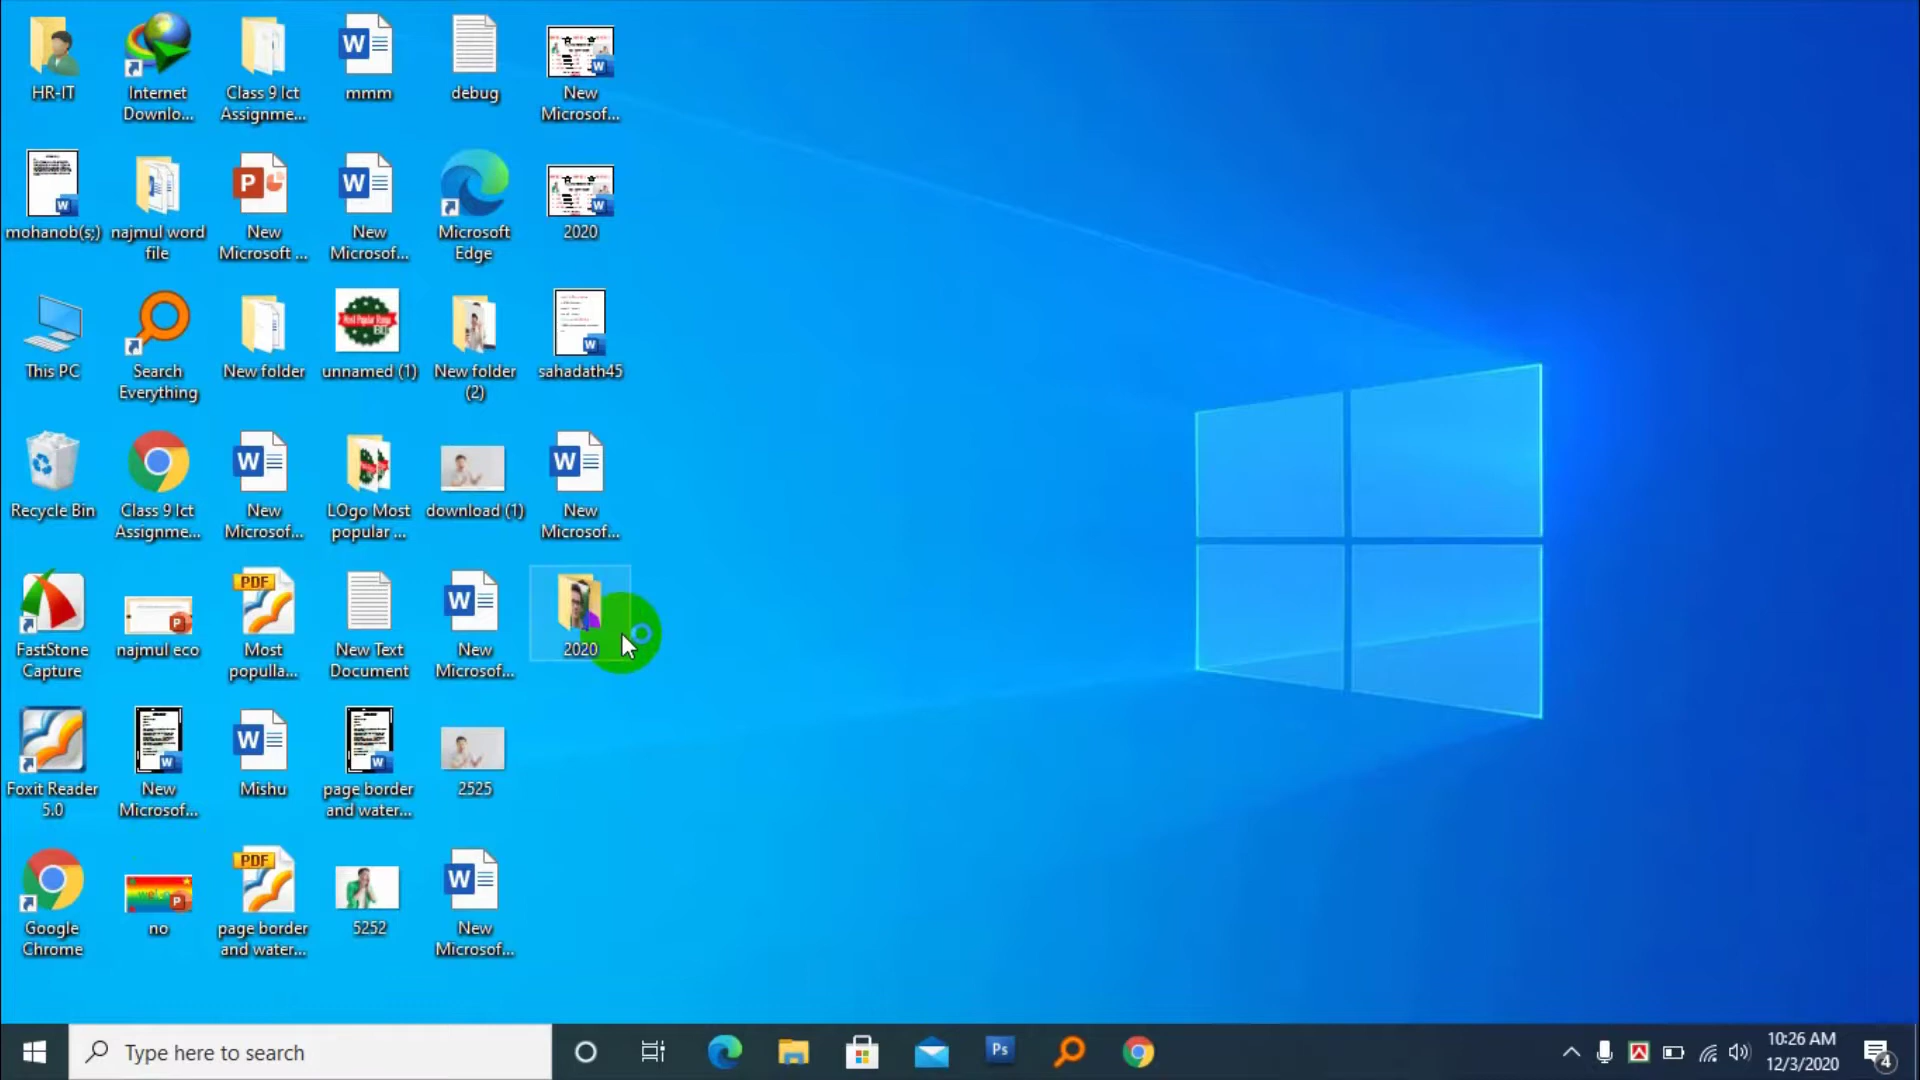 HR-IT
Internet
Downlo...
Class 9 Ict
Assignme...
mmm
debug
New
Microsof...
mohanob(s;)
najmul word
file
New
Microsoft ...
New
Microsof...
Microsoft
Edge
2020
This PC
Search
Everything
New folder
unnamed (1)
New folder
(2)
sahadath45
Recycle Bin
Class 9 Ict
Assignme...
New
Microsof...
LOgo Most
popular ...
download (1)
New
Microsof...
FastStone
Capture
najmul eco
PDF
Most
populla...
New Text
Document
New
Microsof...
2020
Foxit Reader
5.0
New
Microsof...
Mishu
page border
and water...
2525
Google
Chrome
no
PDF
page border
and water...
5252
New
Microsof...
Type here to search
Ps
10:26 AM
12/3/2020
4